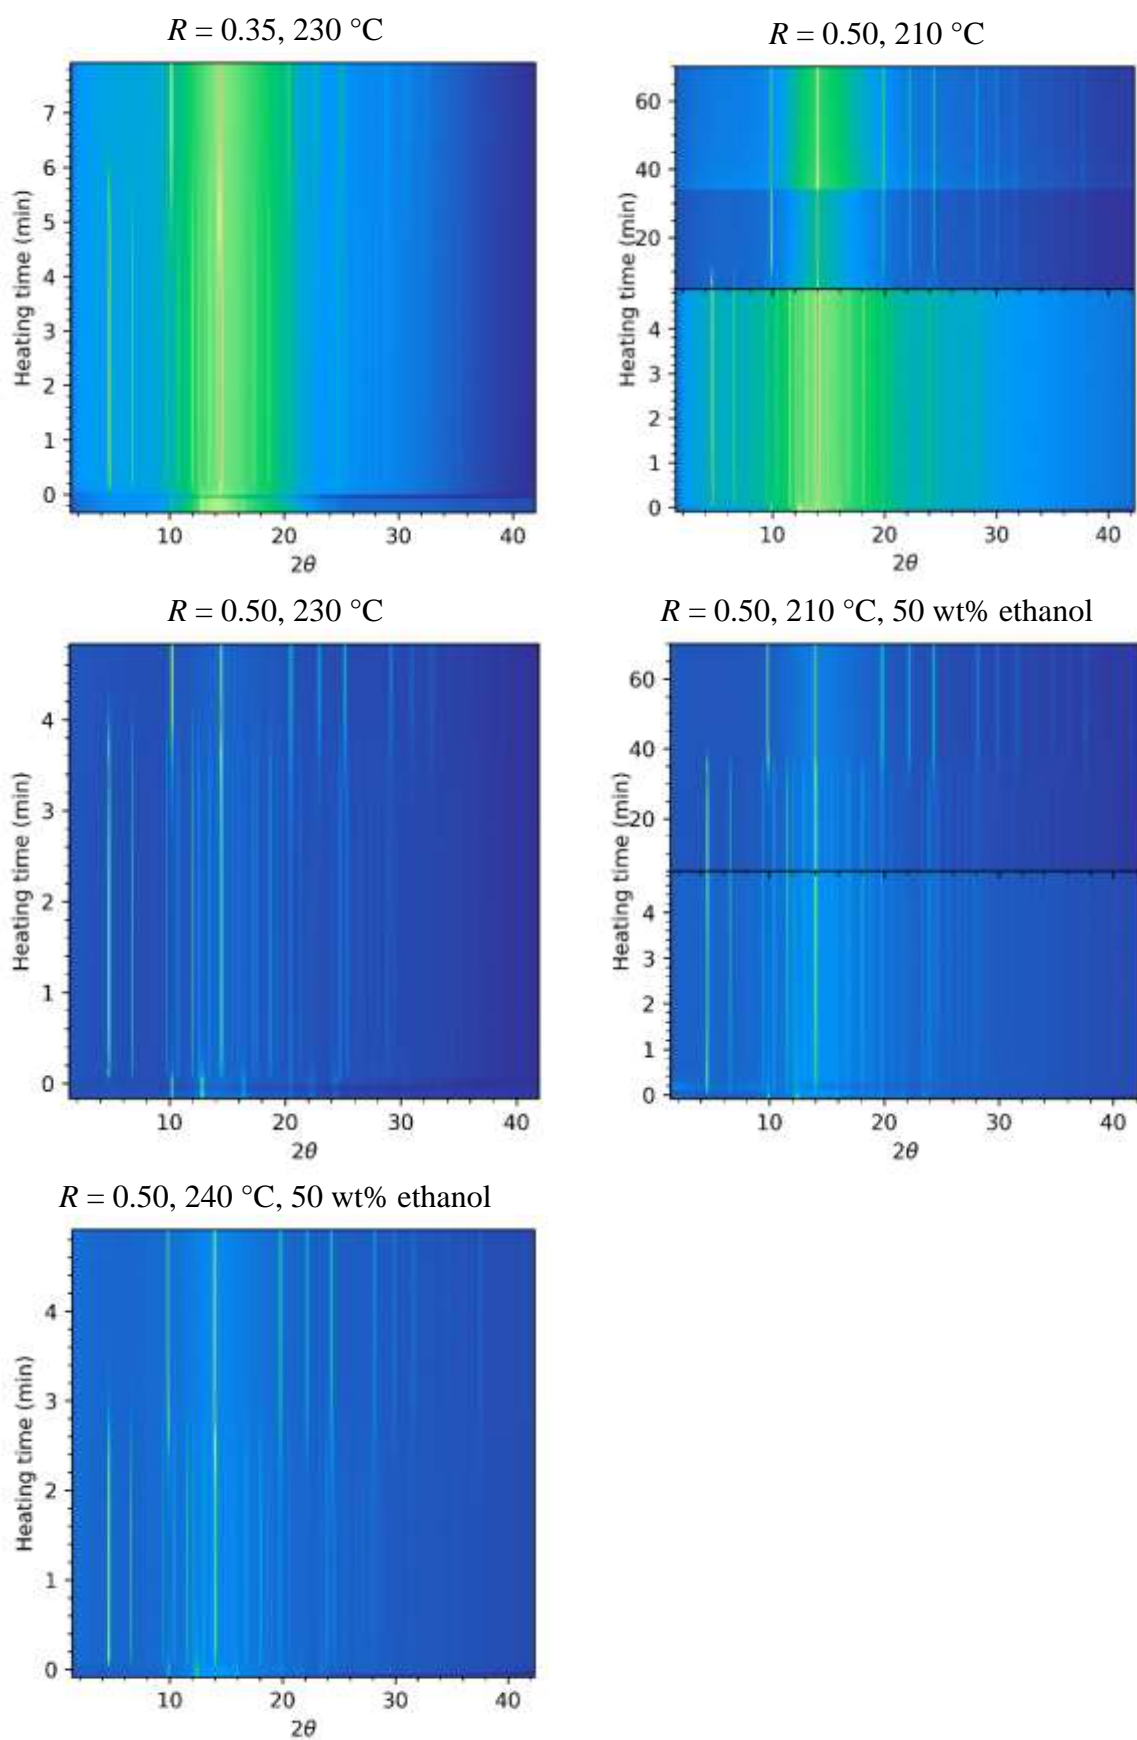 R = 0.35, 230 °C
Heating time (min)
7
6
5
4
3
2
1
0
10 20 30 40
2θ
R = 0.50, 210 °C
Heating time (min)
60
40
20
4
3
2
1
0
10 20 30 40
2θ
R = 0.50, 230 °C
Heating time (min)
4
3
2
1
0
10 20 30 40
2θ
R = 0.50, 210 °C, 50 wt% ethanol
Heating time (min)
60
40
20
4
3
2
1
0
10 20 30 40
2θ
R = 0.50, 240 °C, 50 wt% ethanol
Heating time (min)
4
3
2
1
0
10 20 30 40
2θ